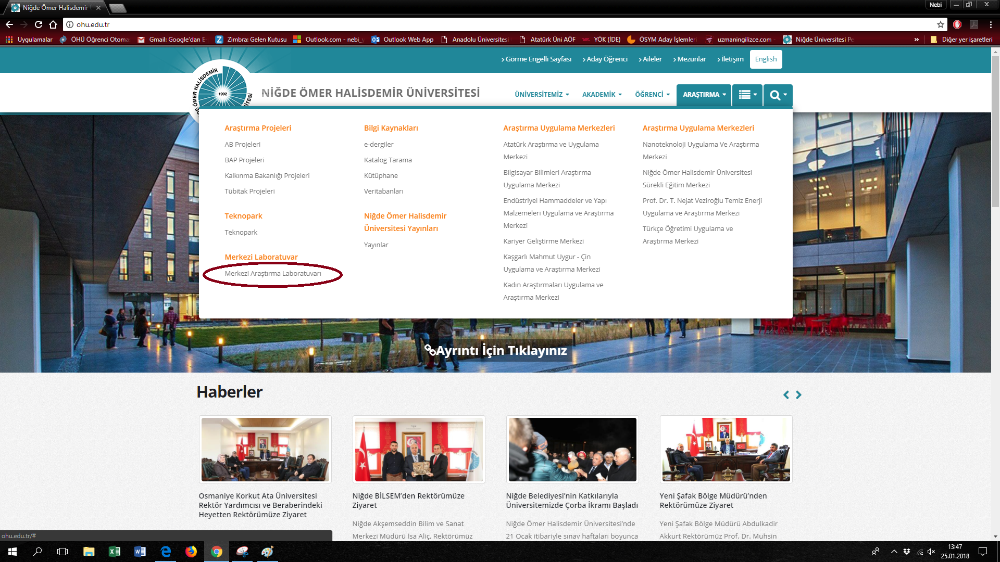 Niğde Ömer Halisdemir
Nebi
ohu.edu.tr
Uygulamalar
ÖHÜ Öğrenci Otoma
Gmail: Google'dan E-
Zimbra: Gelen Kutusu
Outlook.com - nebi_y
Outlook Web App
Anadolu Üniversitesi
Atatürk Üni AÖF
YÖK (İDE)
ÖSYM Aday İşlemleri
uzmaningilizce.com -
Niğde Üniversitesi Pe
»
Diğer yer işaretleri
Görme Engelli Sayfası
Aday Öğrenci
Aileler
Mezunlar
İletişim
English
ÖMER HALİSDEMİR
1992
NİĞDE ÖMER HALİSDEMİR ÜNİVERSİTESİ
ÜNİVERSİTEMİZ
AKADEMİK
ÖĞRENCİ
ARAŞTIRMA
Araştırma Projeleri
AB Projeleri
BAP Projeleri
Kalkınma Bakanlığı Projeleri
Tübitak Projeleri
Teknopark
Teknopark
Merkezi Laboratuvar
Merkezi Araştırma Laboratuvarı
Bilgi Kaynakları
e-dergiler
Katalog Tarama
Kütüphane
Veritabanları
Niğde Ömer Halisdemir
Üniversitesi Yayınları
Yayınlar
Araştırma Uygulama Merkezleri
Atatürk Araştırma ve Uygulama
Merkezi
Bilgisayar Bilimleri Araştırma
Uygulama Merkezi
Endüstriyel Hammaddeler ve Yapı
Malzemeleri Uygulama ve Araştırma
Merkezi
Kariyer Geliştirme Merkezi
Kaşgarlı Mahmut Uygur - Çin
Uygulama ve Araştırma Merkezi
Kadın Araştırmaları Uygulama ve
Araştırma Merkezi
Araştırma Uygulama Merkezleri
Nanoteknoloji Uygulama Ve Araştırma
Merkezi
Niğde Ömer Halisdemir Üniversitesi
Sürekli Eğitim Merkezi
Prof. Dr. T. Nejat Veziroğlu Temiz Enerji
Uygulama ve Araştırma Merkezi
Türkçe Öğretimi Uygulama ve
Araştırma Merkezi
Ayrıntı İçin Tıklayınız
Haberler
Osmaniye Korkut Ata Üniversitesi
Rektör Yardımcısı ve Beraberindeki
Heyetten Rektörümüze Ziyaret
Niğde BİLSEM'den Rektörümüze
Ziyaret
Niğde Akşemseddin Bilim ve Sanat
Merkezi Müdürü İsa Aliç, Rektörümüz
Niğde Belediyesi'nin Katkılarıyla
Üniversitemizde Çorba İkramı Başladı
Niğde Ömer Halisdemir Üniversitesi'nde
21 Ocak itibariyle sınav haftaları boyunca
Yeni Şafak Bölge Müdürü'nden
Rektörümüze Ziyaret
Yeni Şafak Bölge Müdürü Abdulkadir
Akkurt Rektörümüz Prof. Dr. Muhsin
ohu.edu.tr/#
13:47
25.01.2018